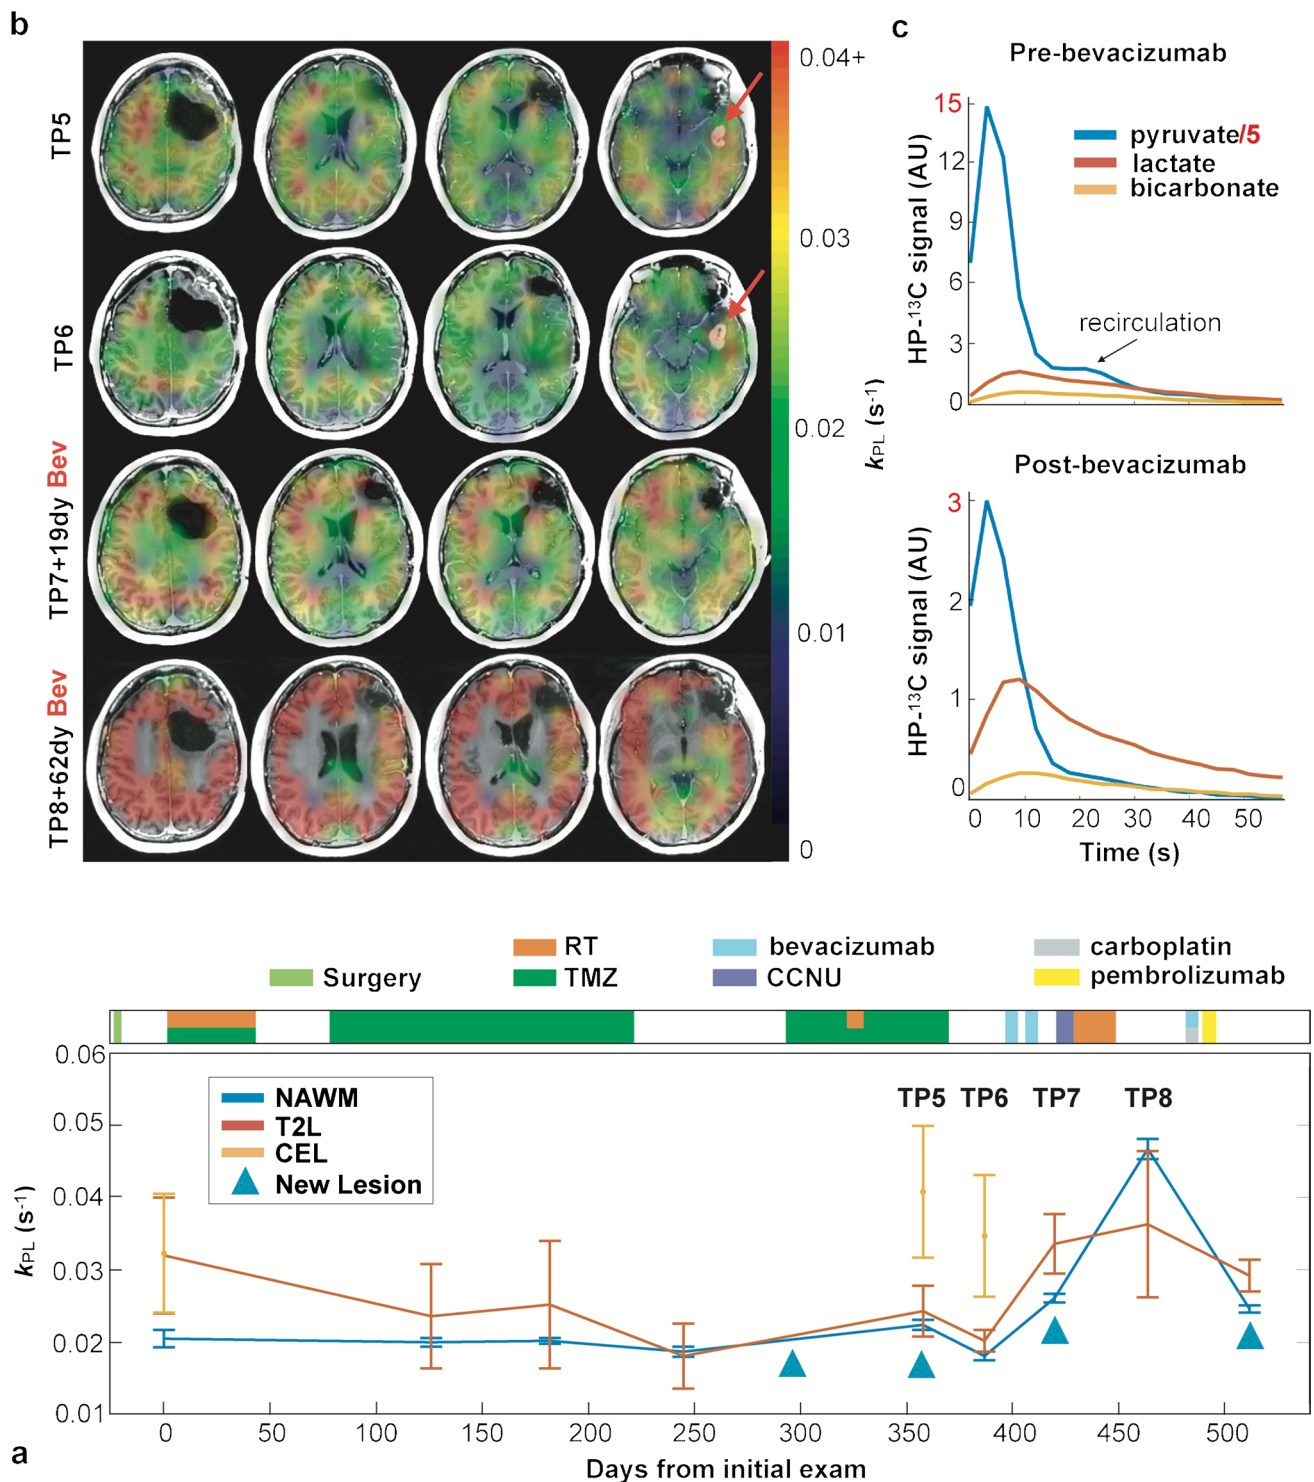 b
TP5
TP6
TP7+19dy Bev
TP8+62dy Bev
0.04+
0.03
0.02
0.01
0
kPL (s-1)
c
Pre-bevacizumab
15
12
9
6
3
0
HP-13C signal (AU)
pyruvate/5
lactate
bicarbonate
recirculation
Post-bevacizumab
3
2
1
0
HP-13C signal (AU)
0 10 20 30 40 50
Time (s)
Surgery
RT
TMZ
bevacizumab
CCNU
carboplatin
pembrolizumab
0.06
0.05
0.04
0.03
0.02
0.01
kPL (s-1)
NAWM
T2L
CEL
New Lesion
TP5 TP6 TP7 TP8
0 50 100 150 200 250 300 350 400 450 500
Days from initial exam
a